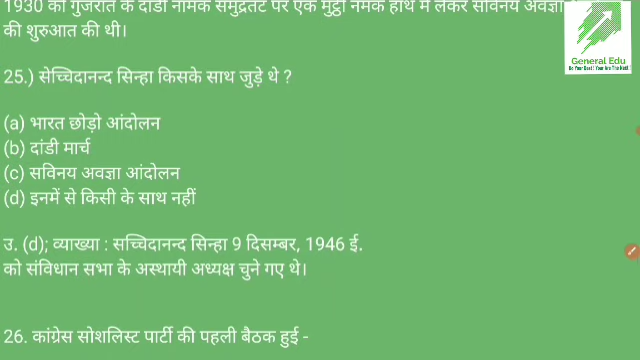 1930 को गुजरात के दांडी नामक समुद्रतट पर एक मुट्ठी नमक हाथ में लेकर सविनय अवज्ञा
की शुरुआत की थी।
General Edu
25.) सेच्चिदानन्द सिन्हा किसके साथ जुड़े थे ?
(a) भारत छोड़ो आंदोलन
(b) दांडी मार्च
(c) सविनय अवज्ञा आंदोलन
(d) इनमें से किसी के साथ नहीं
उ. (d); व्याख्या : सच्चिदानन्द सिन्हा 9 दिसम्बर, 1946 ई.
को संविधान सभा के अस्थायी अध्यक्ष चुने गए थे।
26. कांग्रेस सोशलिस्ट पार्टी की पहली बैठक हुई -